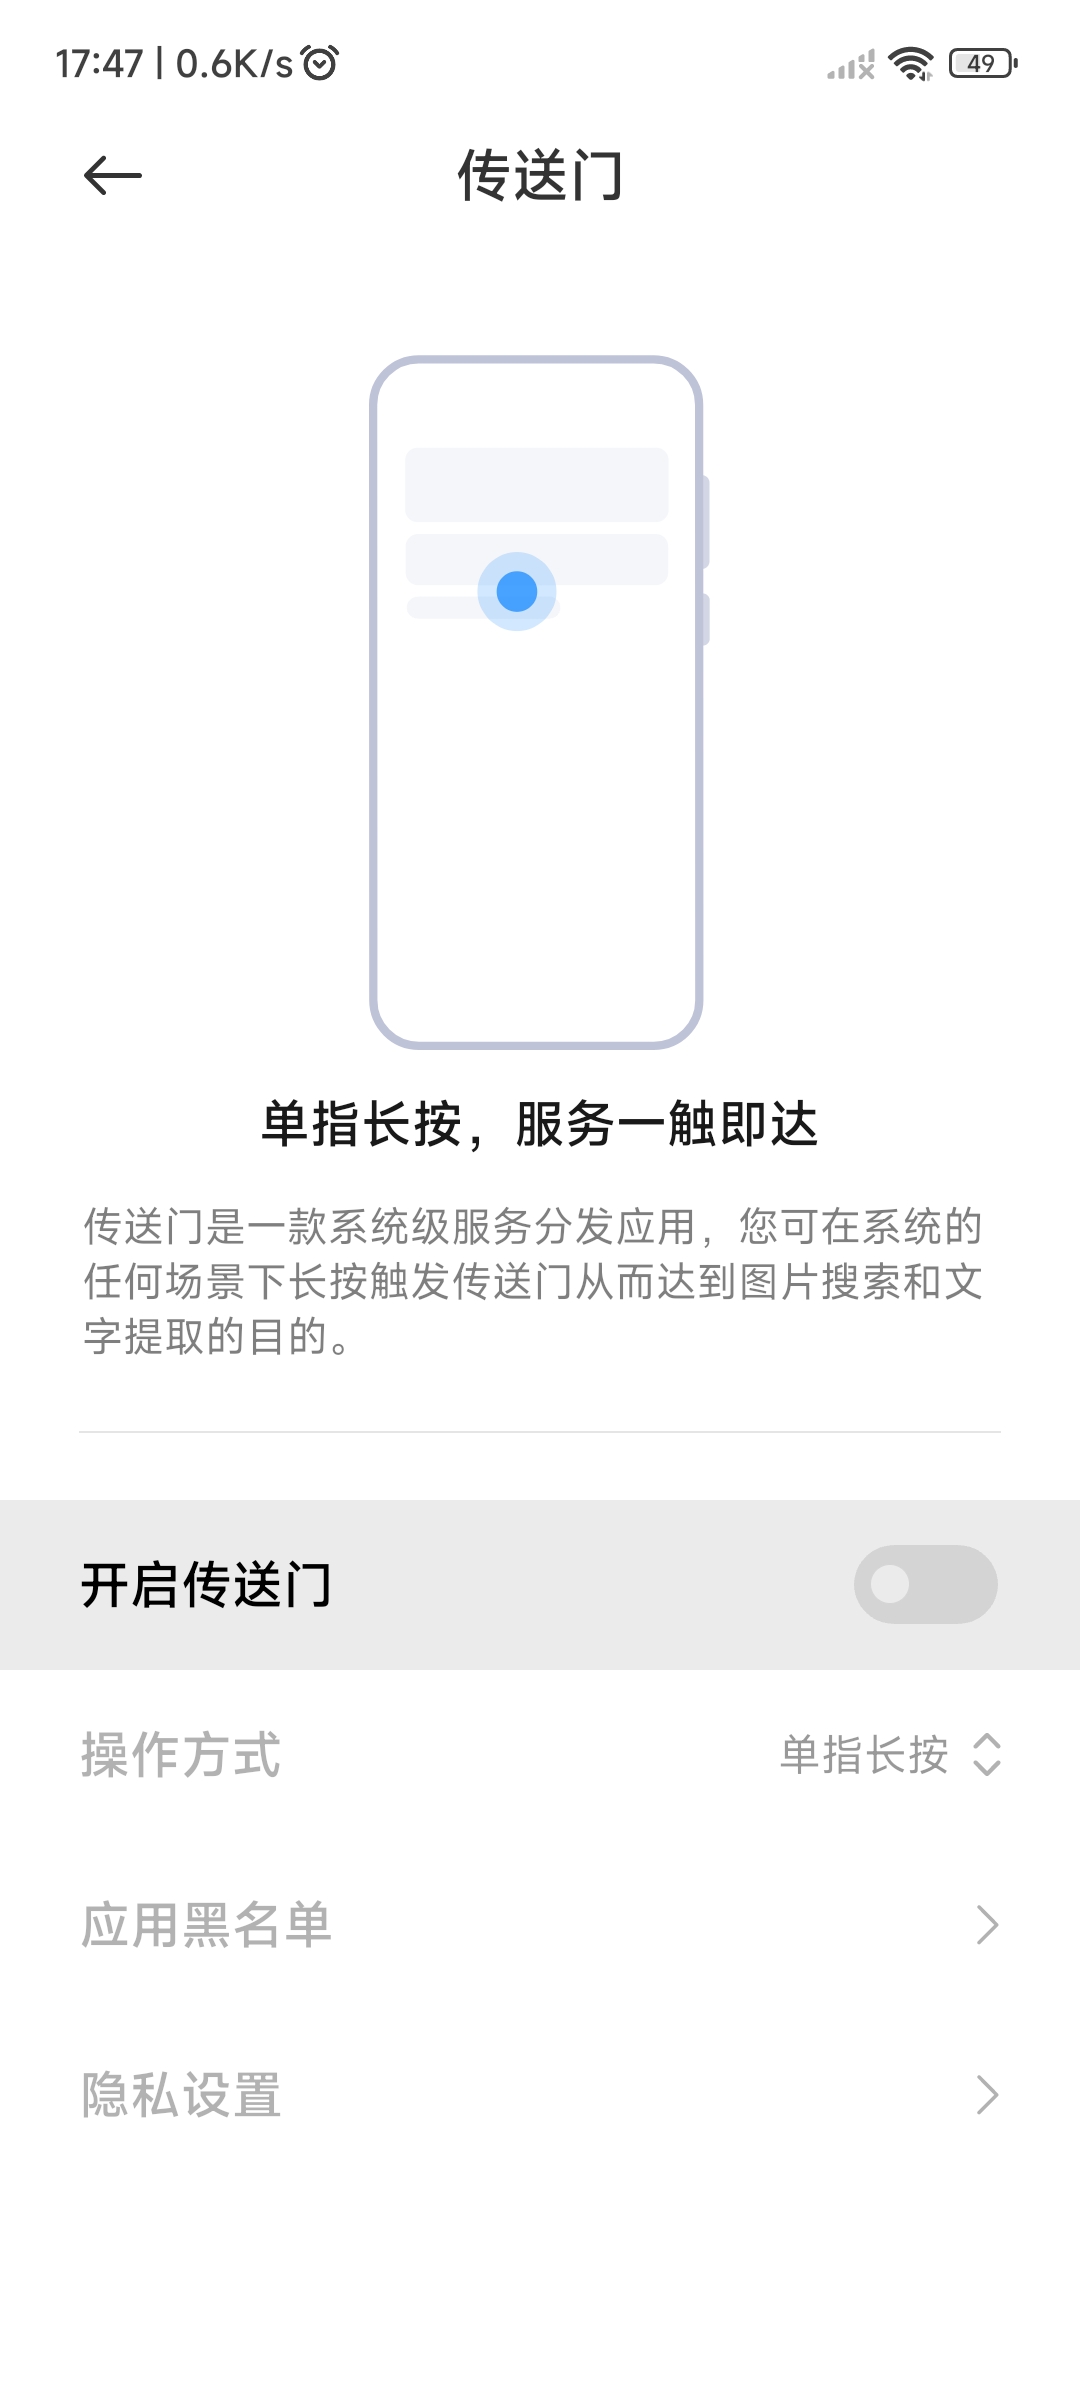 17:47 | 0.6K/s
49
传送门
单指长按，服务一触即达
传送门是一款系统级服务分发应用，您可在系统的
任何场景下长按触发传送门从而达到图片搜索和文
字提取的目的。
开启传送门
操作方式 单指长按
应用黑名单
隐私设置